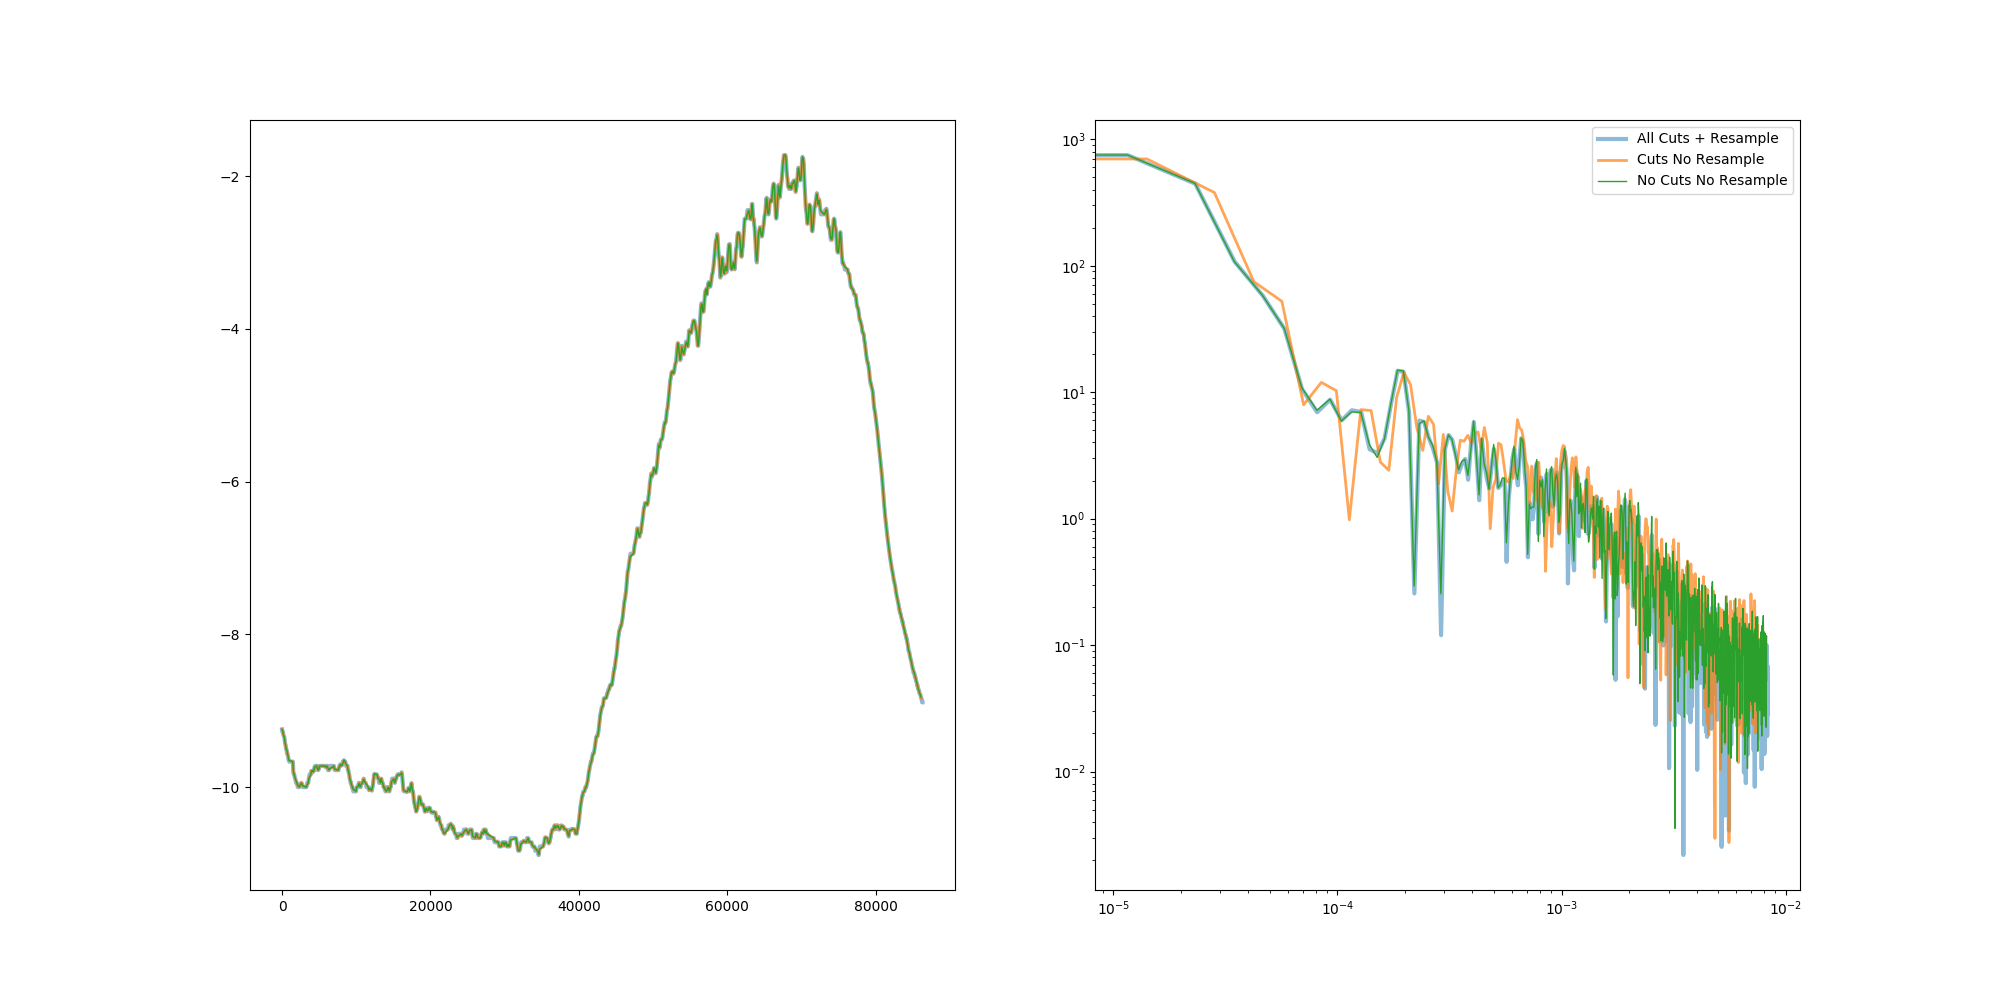 −2
−4
−6
−8
−10
0 20000 40000 60000 80000
10³
10²
10¹
10⁰
10⁻¹
10⁻²
10⁻⁵ 10⁻⁴ 10⁻³ 10⁻²
All Cuts + Resample
Cuts No Resample
No Cuts No Resample